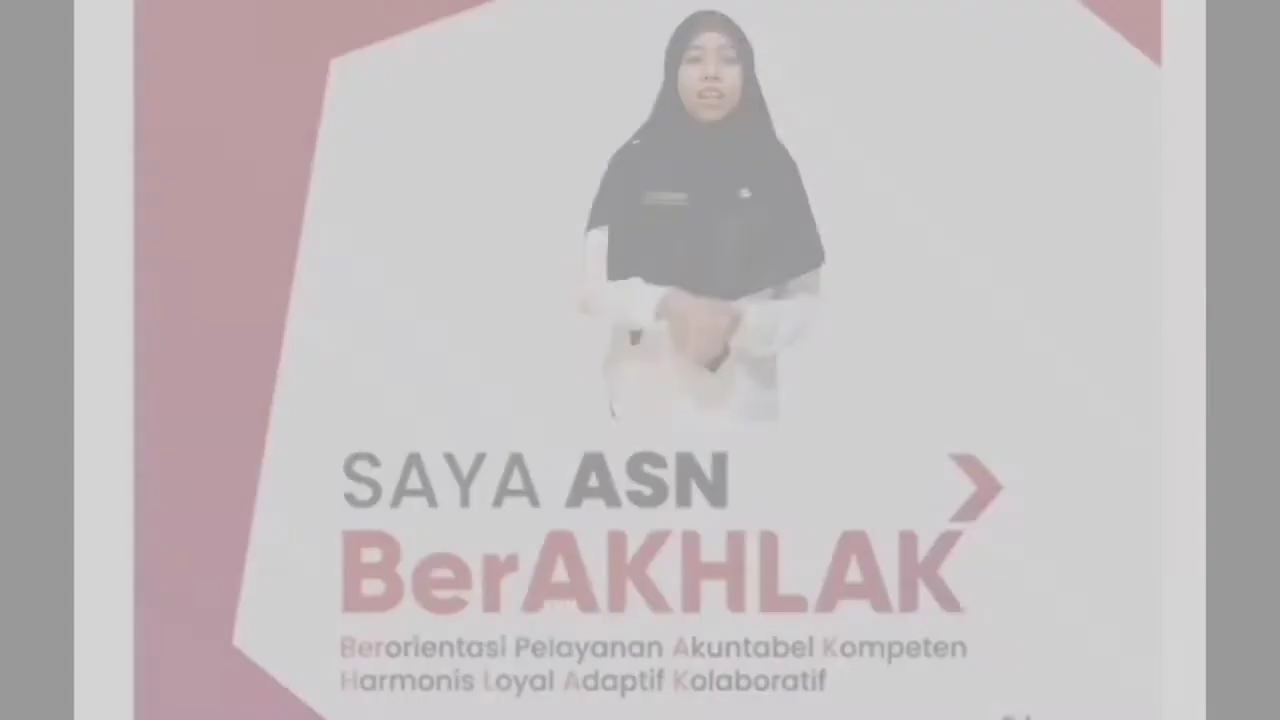 SAYA ASN
BerAKHLAK
Berorientasi Pelayanan Akuntabel Kompeten
Harmonis Loyal Adaptif Kolaboratif